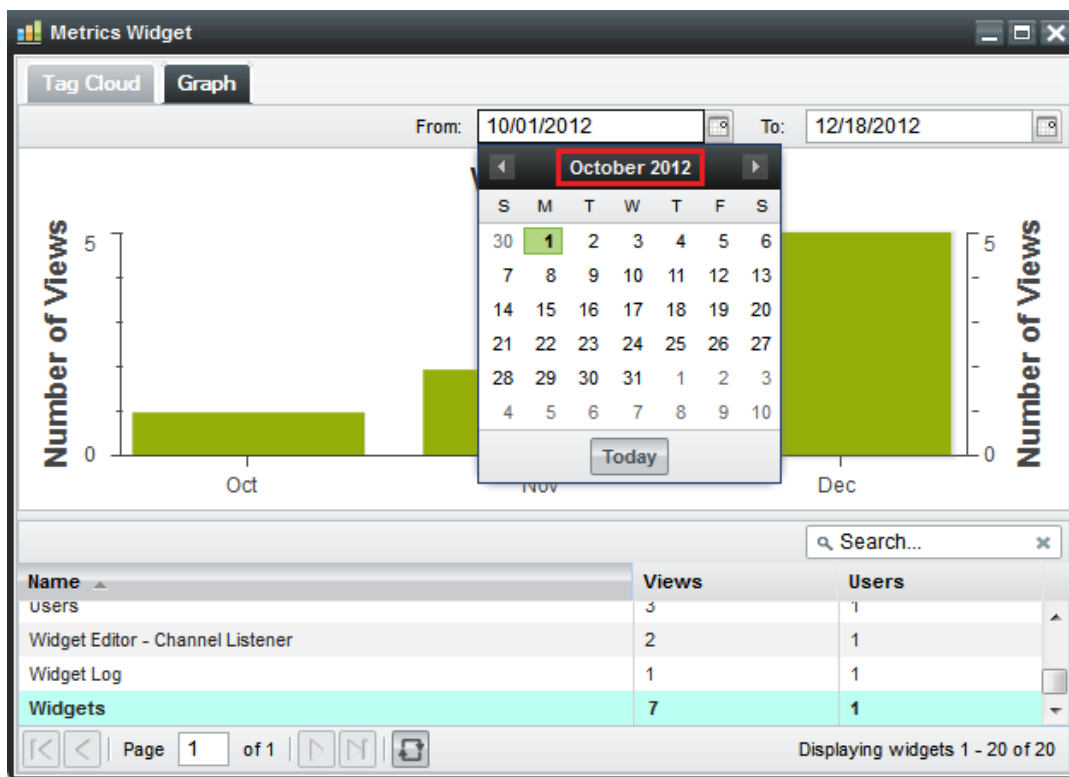 Metrics Widget
Tag Cloud Graph
From: 10/01/2012 To: 12/18/2012
October 2012
S M T W T F S
30 1 2 3 4 5 6
7 8 9 10 11 12 13
14 15 16 17 18 19 20
21 22 23 24 25 26 27
28 29 30 31 1 2 3
4 5 6 7 8 9 10
Today
Number of Views
5
0
Oct Nov Dec
5
0
Number of Views
Search...
Name Views Users
Users 3 1
Widget Editor - Channel Listener 2 1
Widget Log 1 1
Widgets 7 1
Page 1 of 1 Displaying widgets 1 - 20 of 20